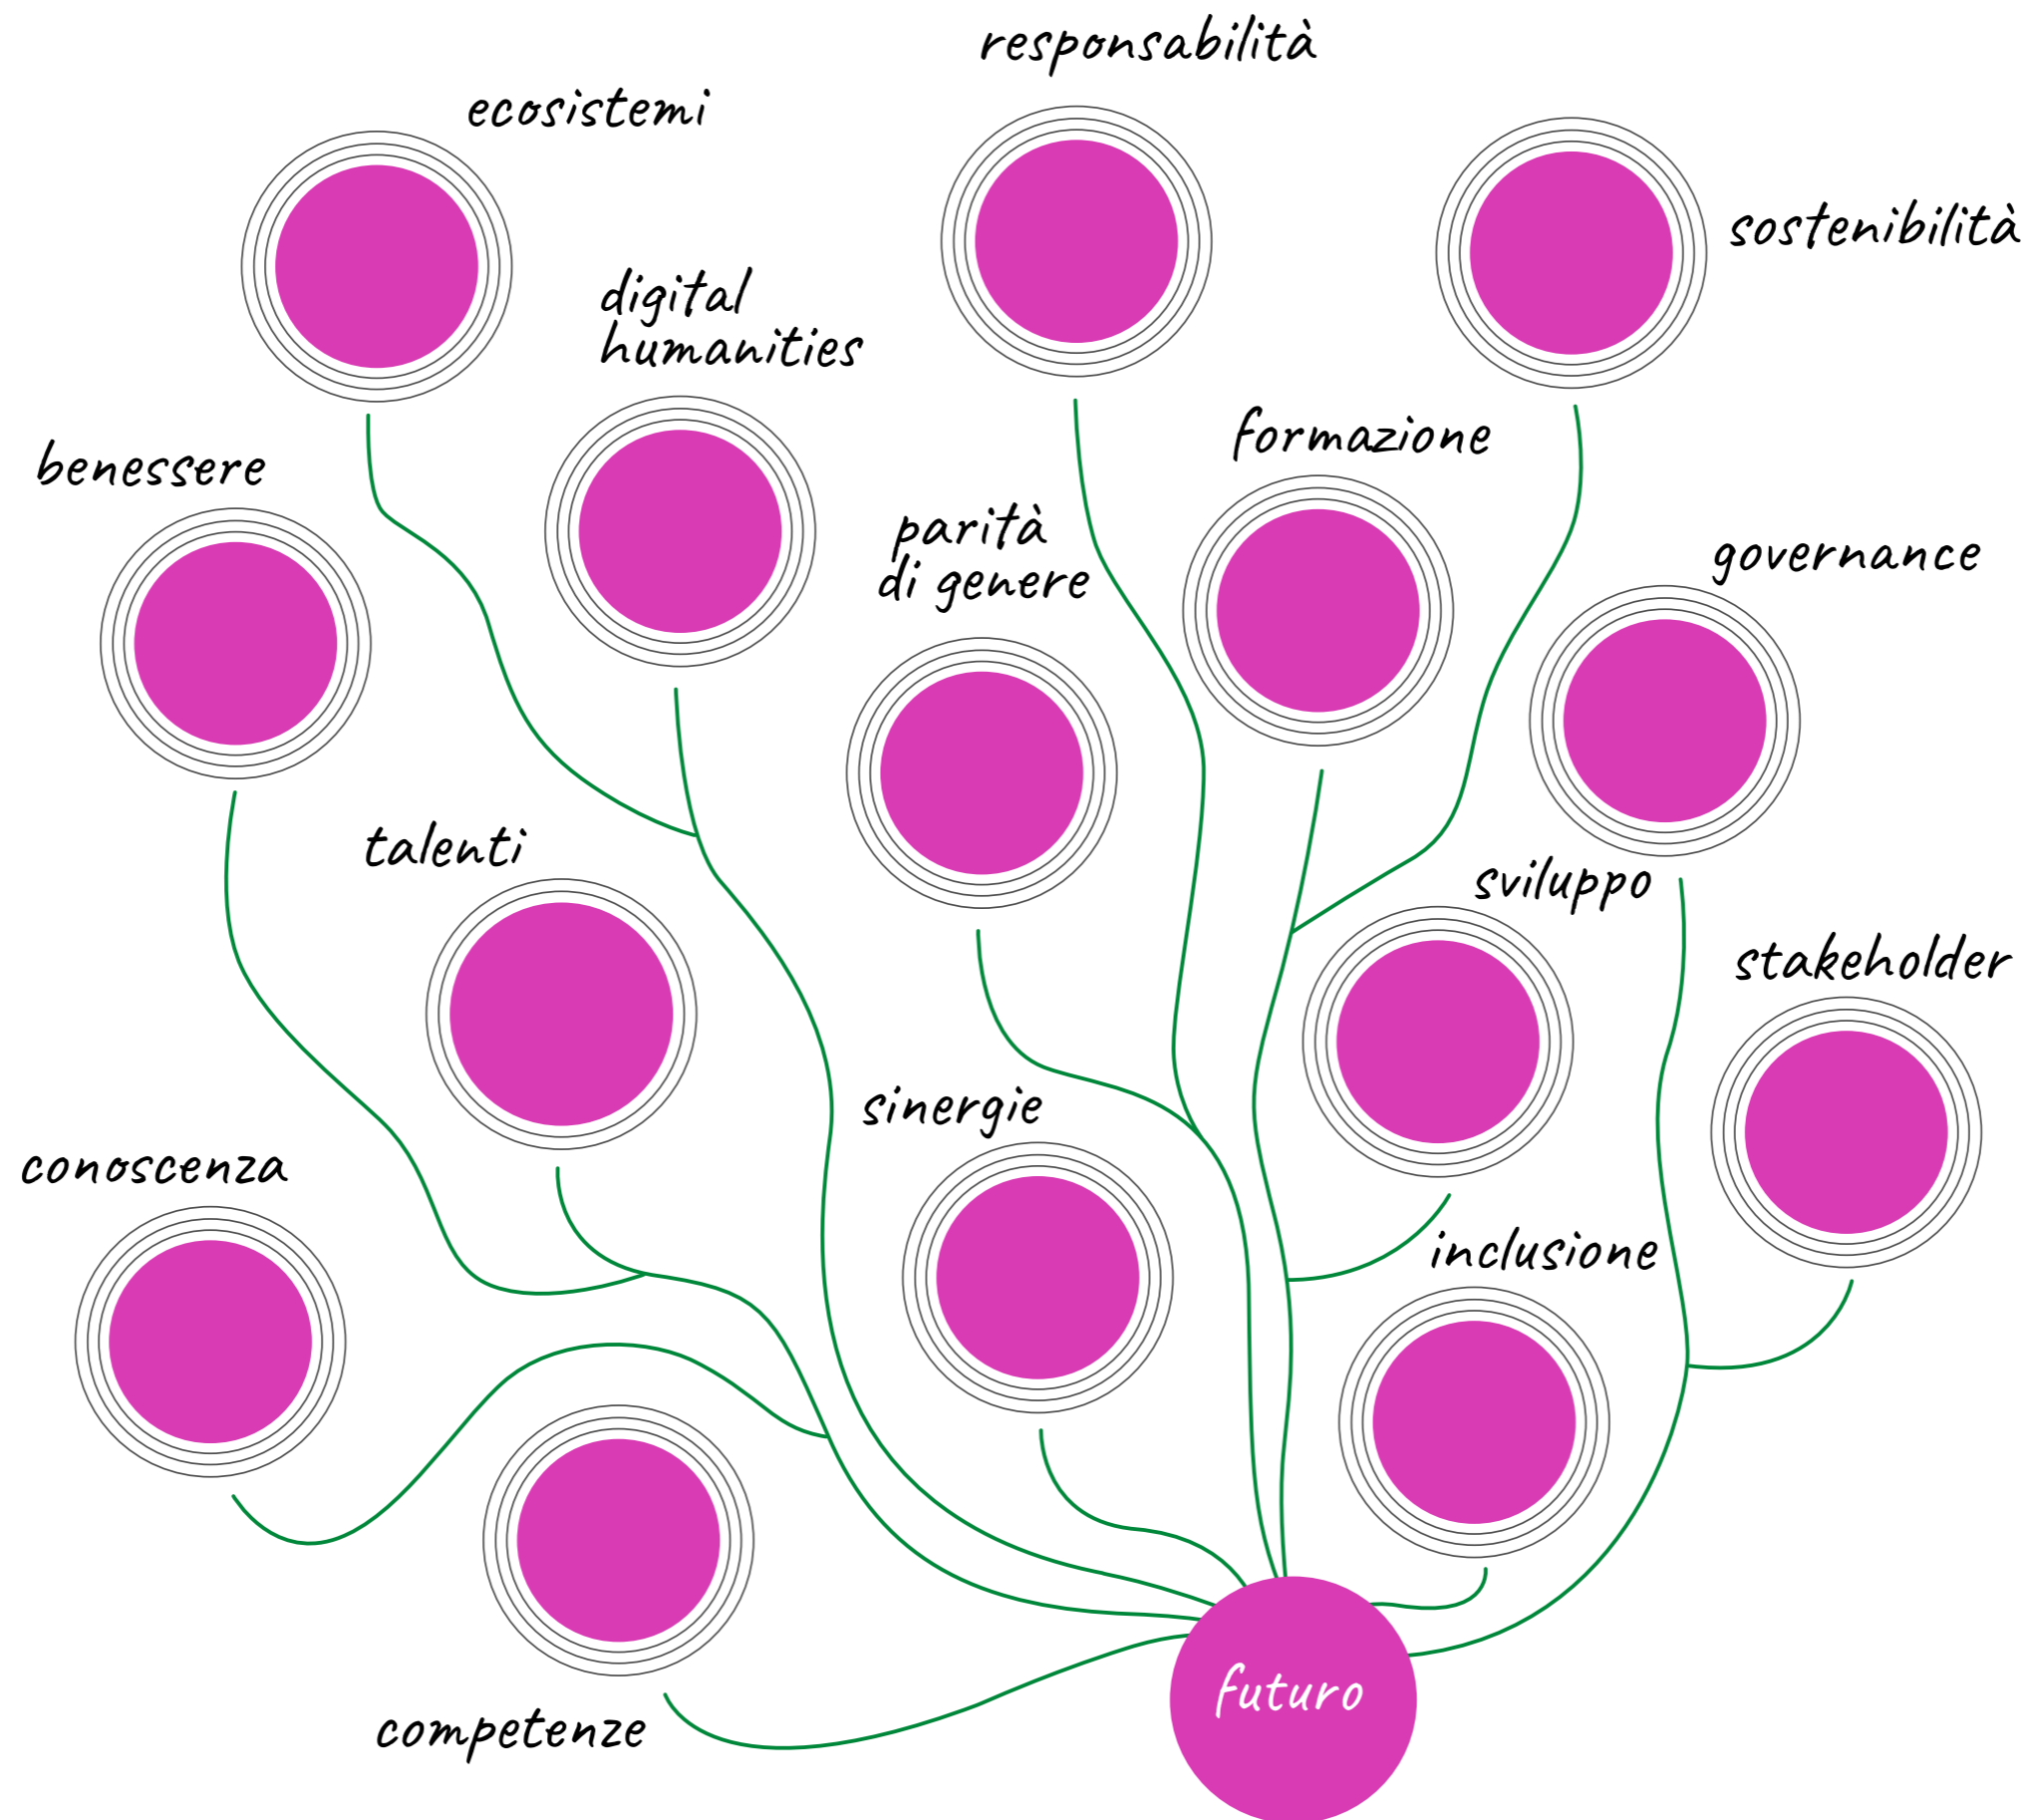 responsabilità
ecosistemi
sostenibilità
digital
humanities
formazione
benessere
parità
di genere
governance
talenti
sviluppo
stakeholder
sinergie
conoscenza
inclusione
futuro
competenze